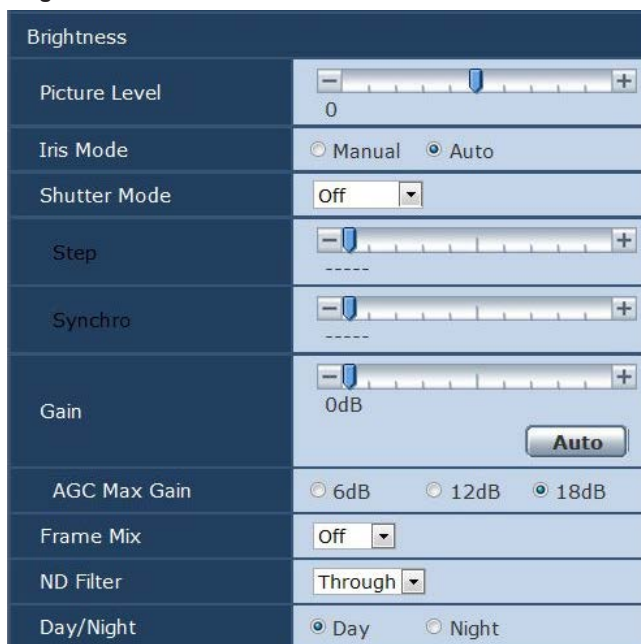 Brightness
Picture Level
0
Iris Mode Manual Auto
Shutter Mode Off
Step
-----
Synchro
-----
Gain
0dB
Auto
AGC Max Gain 6dB 12dB 18dB
Frame Mix Off
ND Filter Through
Day/Night Day Night